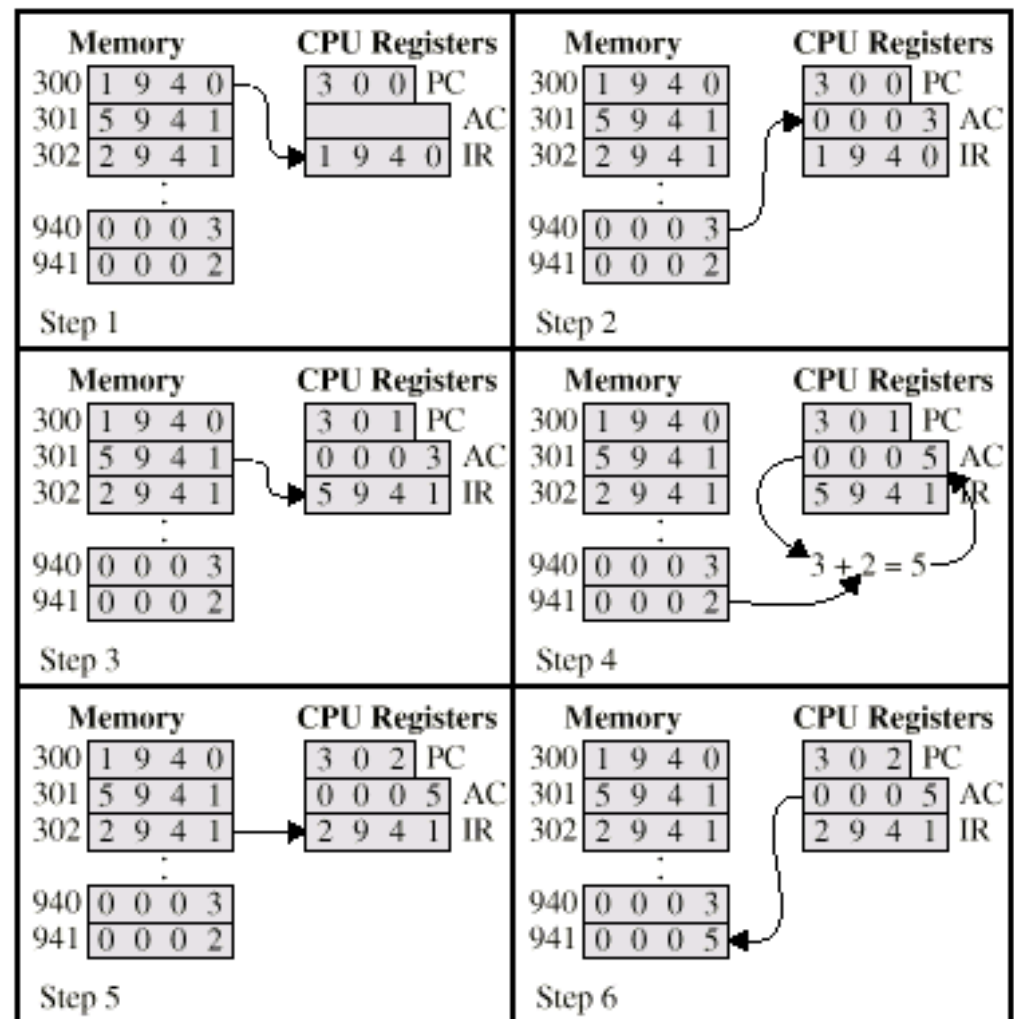 Memory CPU Registers
300 1 9 4 0 3 0 0 PC
301 5 9 4 1 AC
302 2 9 4 1 1 9 4 0 IR
940 0 0 0 3
941 0 0 0 2
Step 1
Memory CPU Registers
300 1 9 4 0 3 0 0 PC
301 5 9 4 1 0 0 0 3 AC
302 2 9 4 1 1 9 4 0 IR
940 0 0 0 3
941 0 0 0 2
Step 2
Memory CPU Registers
300 1 9 4 0 3 0 1 PC
301 5 9 4 1 0 0 0 3 AC
302 2 9 4 1 5 9 4 1 IR
940 0 0 0 3
941 0 0 0 2
Step 3
Memory CPU Registers
300 1 9 4 0 3 0 1 PC
301 5 9 4 1 0 0 0 5 AC
302 2 9 4 1 5 9 4 1 IR
940 0 0 0 3 3 + 2 = 5
941 0 0 0 2
Step 4
Memory CPU Registers
300 1 9 4 0 3 0 2 PC
301 5 9 4 1 0 0 0 5 AC
302 2 9 4 1 2 9 4 1 IR
940 0 0 0 3
941 0 0 0 2
Step 5
Memory CPU Registers
300 1 9 4 0 3 0 2 PC
301 5 9 4 1 0 0 0 5 AC
302 2 9 4 1 2 9 4 1 IR
940 0 0 0 3
941 0 0 0 5
Step 6